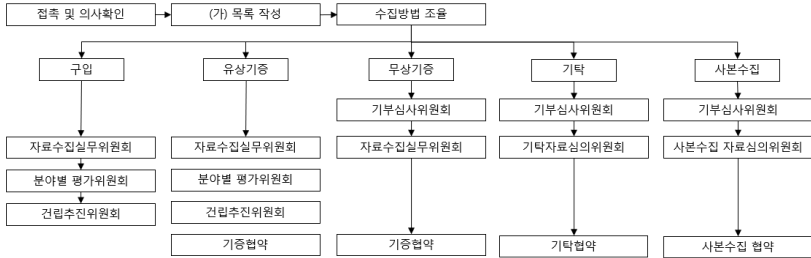 접촉 및 의사확인
(가) 목록 작성
수집방법 조율
구입
유상기증
무상기증
기탁
사본수집
기부심사위원회
기부심사위원회
기부심사위원회
자료수집실무위원회
자료수집실무위원회
자료수집실무위원회
기탁자료심의위원회
사본수집 자료심의위원회
분야별 평가위원회
분야별 평가위원회
건립추진위원회
건립추진위원회
기증협약
기증협약
기탁협약
사본수집 협약